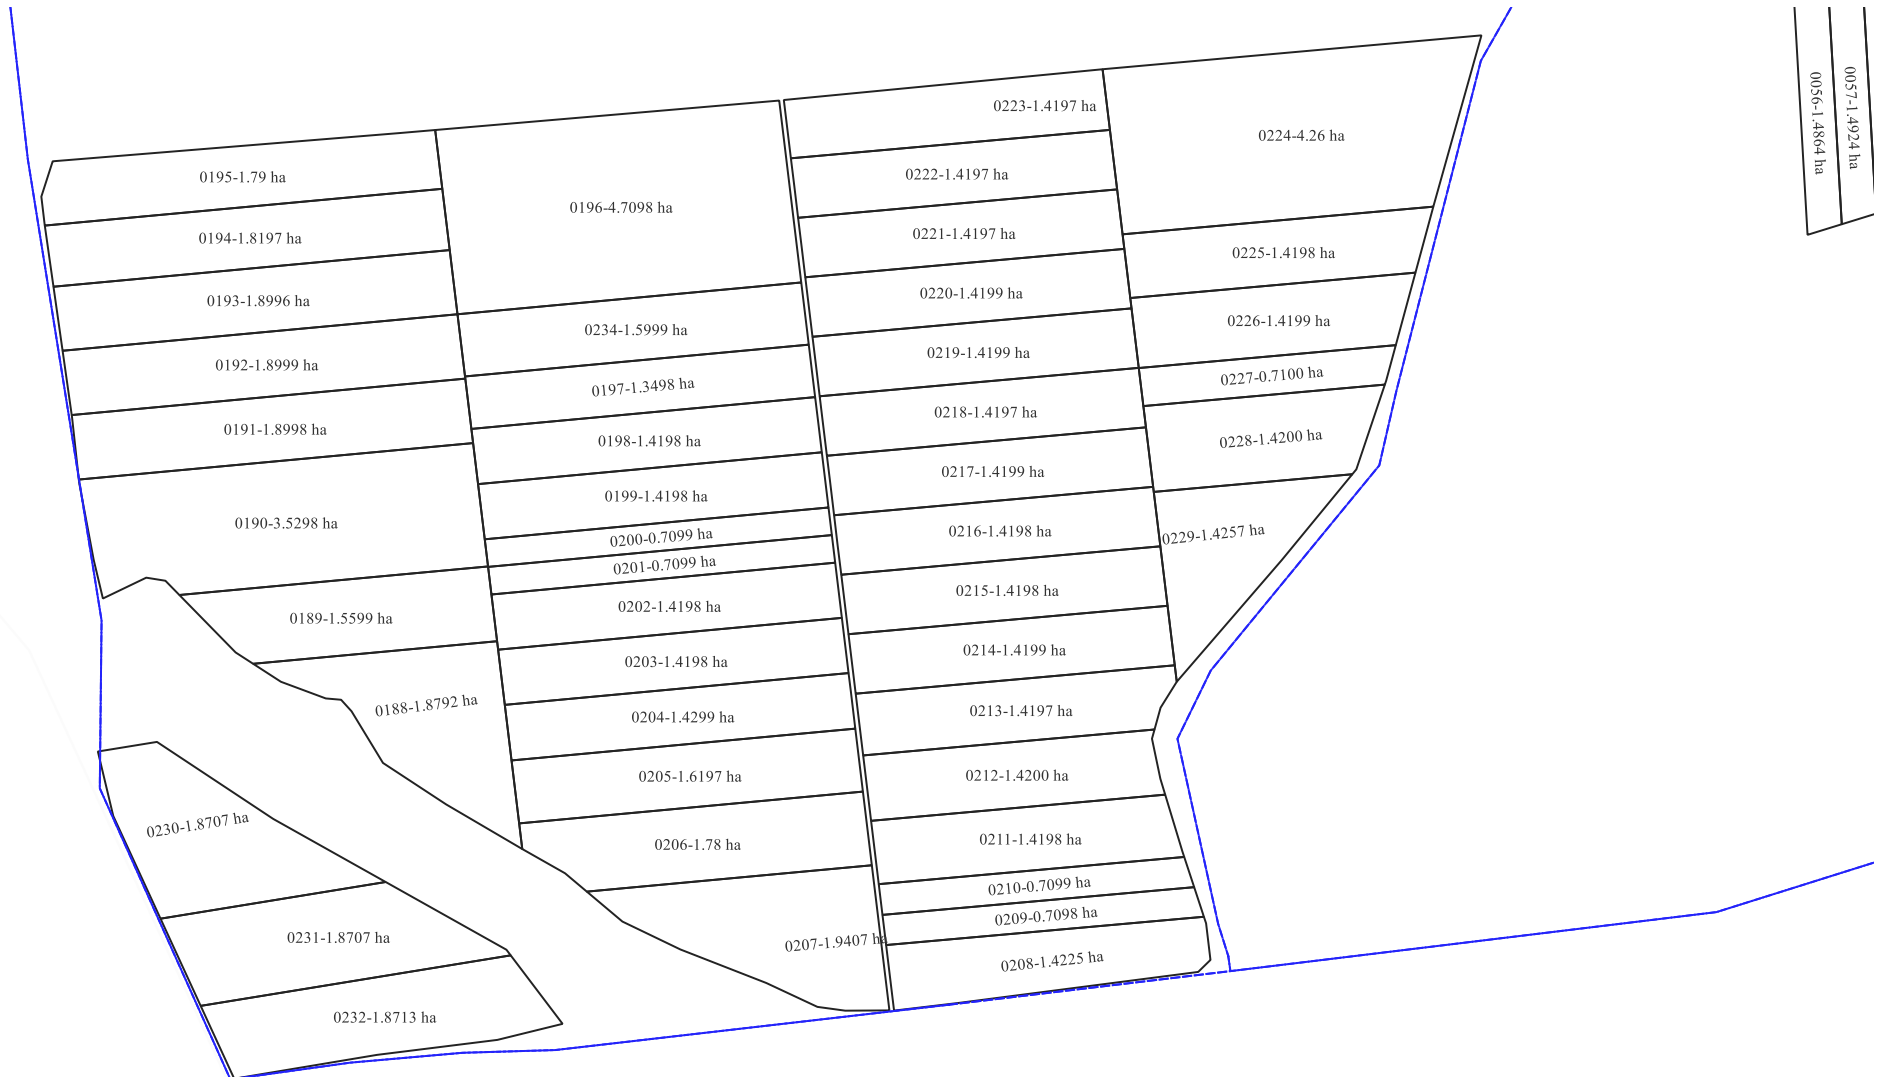 0195-1.79 ha
0194-1.8197 ha
0193-1.8996 ha
0192-1.8999 ha
0191-1.8998 ha
0190-3.5298 ha
0189-1.5599 ha
0188-1.8792 ha
0230-1.8707 ha
0231-1.8707 ha
0232-1.8713 ha
0196-4.7098 ha
0234-1.5999 ha
0197-1.3498 ha
0198-1.4198 ha
0199-1.4198 ha
0200-0.7099 ha
0201-0.7099 ha
0202-1.4198 ha
0203-1.4198 ha
0204-1.4299 ha
0205-1.6197 ha
0206-1.78 ha
0207-1.9407 ha
0223-1.4197 ha
0222-1.4197 ha
0221-1.4197 ha
0220-1.4199 ha
0219-1.4199 ha
0218-1.4197 ha
0217-1.4199 ha
0216-1.4198 ha
0215-1.4198 ha
0214-1.4199 ha
0213-1.4197 ha
0212-1.4200 ha
0211-1.4198 ha
0210-0.7099 ha
0209-0.7098 ha
0208-1.4225 ha
0224-4.26 ha
0225-1.4198 ha
0226-1.4199 ha
0227-0.7100 ha
0228-1.4200 ha
0229-1.4257 ha
0056-1.4864 ha
0057-1.4924 ha